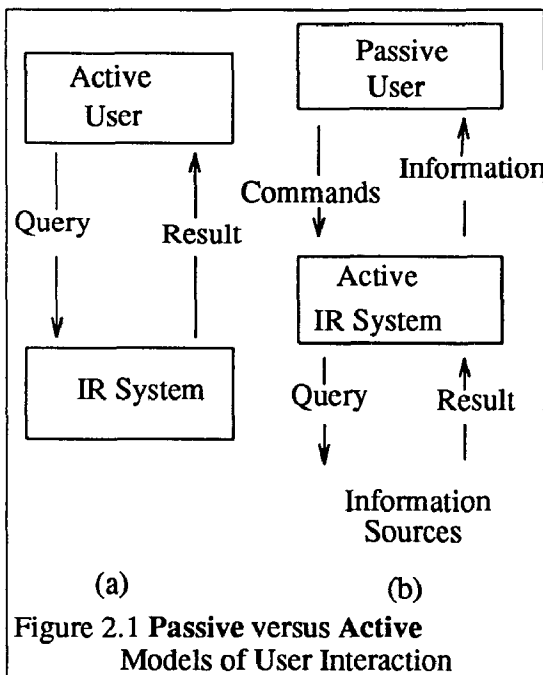 Active
User
Query
Result
IR System
(a)
Passive
User
Commands
Information
Active
IR System
Query
Result
Information
Sources
(b)
Figure 2.1 Passive versus Active
Models of User Interaction